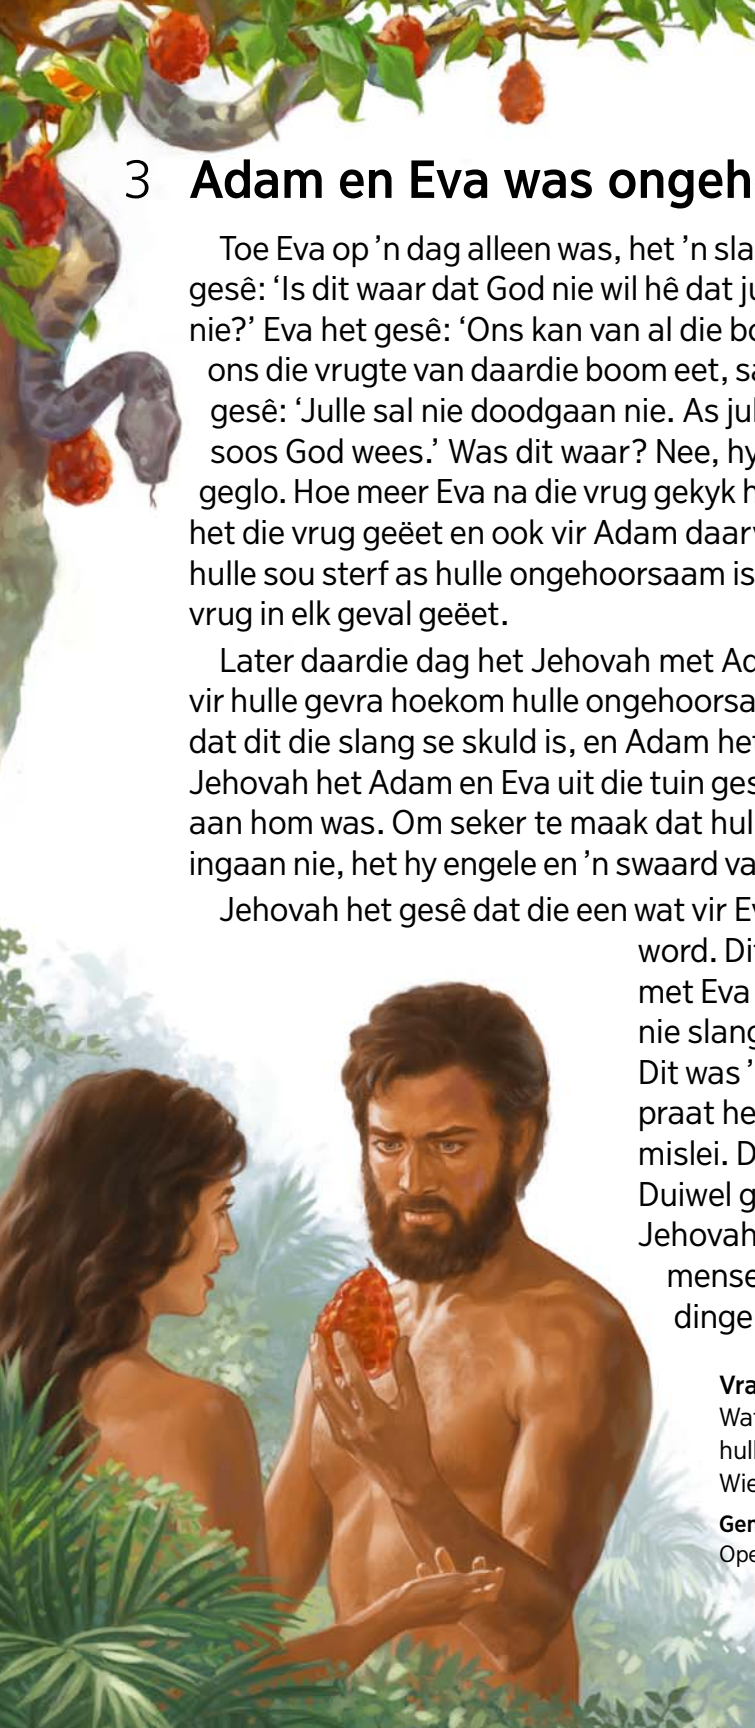 3 Adam en Eva was ongeh
Toe Eva op ’n dag alleen was, het ’n sla
gesê: ‘Is dit waar dat God nie wil hê dat ju
nie?’ Eva het gesê: ‘Ons kan van al die bo
ons die vrugte van daardie boom eet, sa
gesê: ‘Julle sal nie doodgaan nie. As jul
soos God wees.’ Was dit waar? Nee, hy
geglo. Hoe meer Eva na die vrug gekyk h
het die vrug geëet en ook vir Adam daarv
hulle sou sterf as hulle ongehoorsaam is
vrug in elk geval geëet.
Later daardie dag het Jehovah met Ad
vir hulle gevra hoekom hulle ongehoorsa
dat dit die slang se skuld is, en Adam het
Jehovah het Adam en Eva uit die tuin ges
aan hom was. Om seker te maak dat hul
ingaan nie, het hy engele en ’n swaard va
Jehovah het gesê dat die een wat vir Ev
word. Dit
met Eva
nie slang
Dit was ’
praat he
mislei. D
Duiwel g
Jehovah
mense
dinge
Vra
Wat
hull
Wie
Gen
Ope